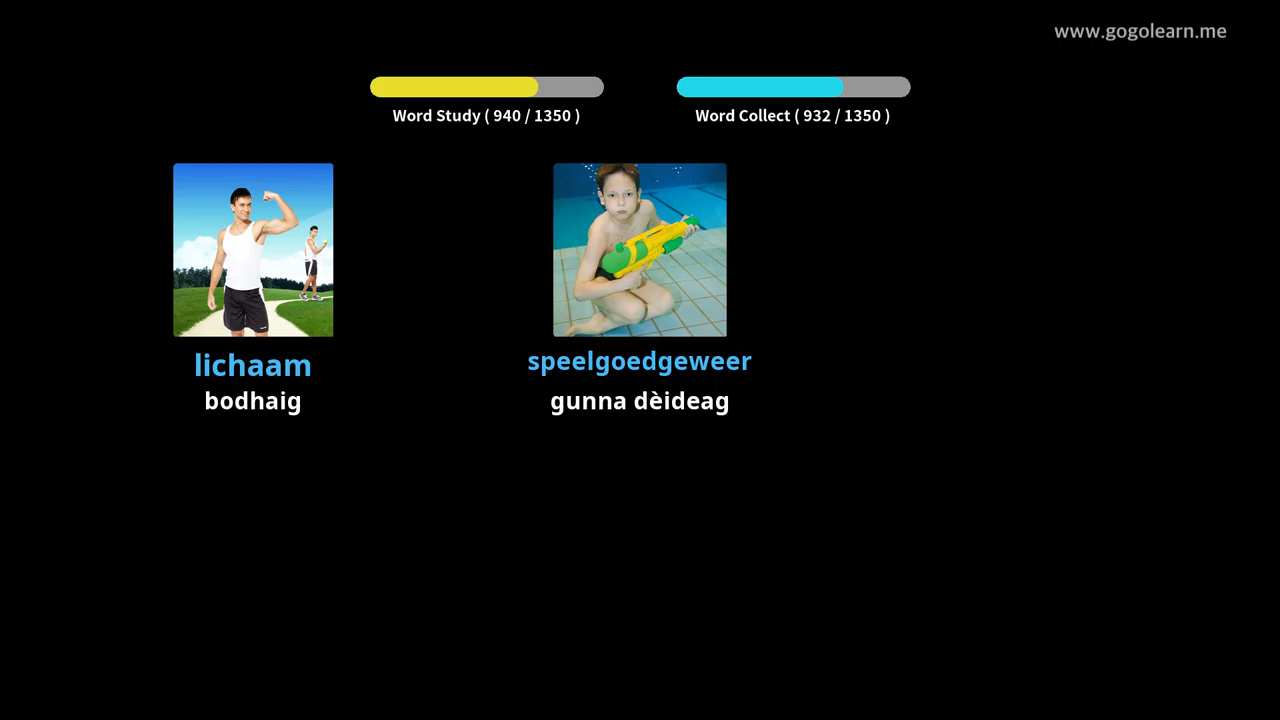 www.gogolearn.me
Word Study ( 940 / 1350 )
Word Collect ( 932 / 1350 )
lichaam
bodhaig
speelgoedgeweer
gunna dèideag